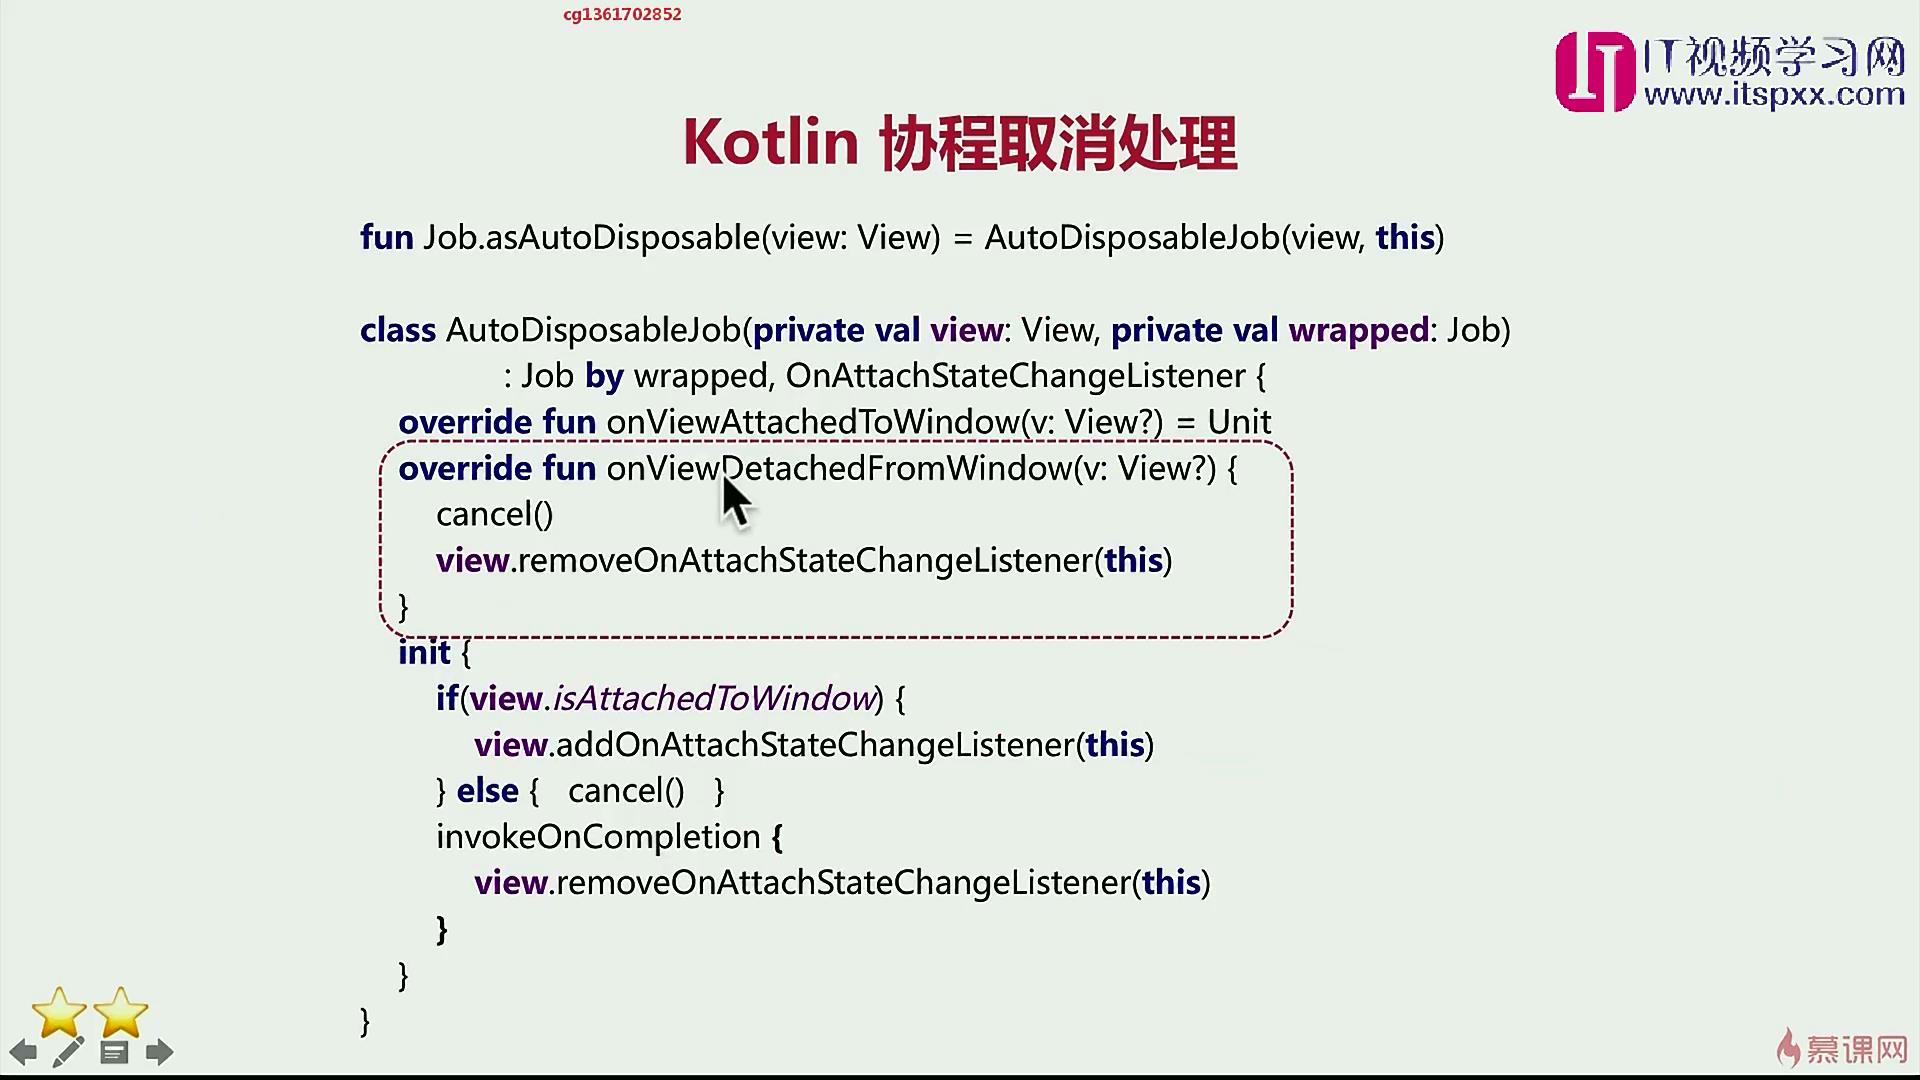 cg1361702852
IT视频学习网
www.itspxx.com
Kotlin 协程取消处理
fun Job.asAutoDisposable(view: View) = AutoDisposableJob(view, this)
class AutoDisposableJob(private val view: View, private val wrapped: Job)
: Job by wrapped, OnAttachStateChangeListener {
override fun onViewAttachedToWindow(v: View?) = Unit
override fun onViewDetachedFromWindow(v: View?) {
cancel()
view.removeOnAttachStateChangeListener(this)
}
init {
if(view.isAttachedToWindow) {
view.addOnAttachStateChangeListener(this)
} else { cancel() }
invokeOnCompletion {
view.removeOnAttachStateChangeListener(this)
}
}
}
慕课网